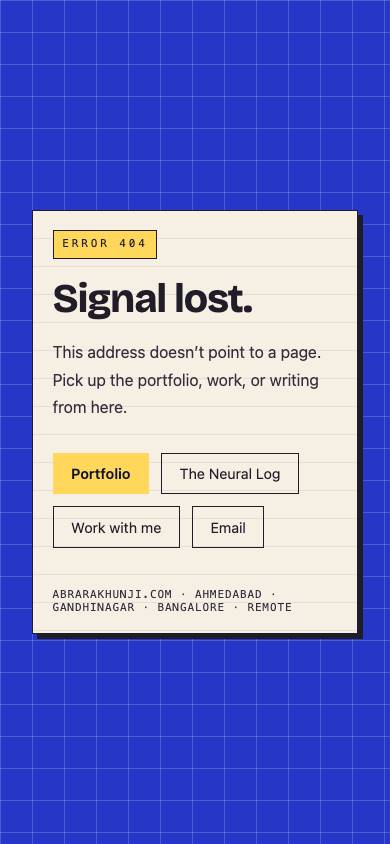 ERROR 404
Signal lost.
This address doesn’t point to a page.
Pick up the portfolio, work, or writing
from here.
Portfolio
The Neural Log
Work with me
Email
ABRARAKHUNJI.COM · AHMEDABAD ·
GANDHINAGAR · BANGALORE · REMOTE